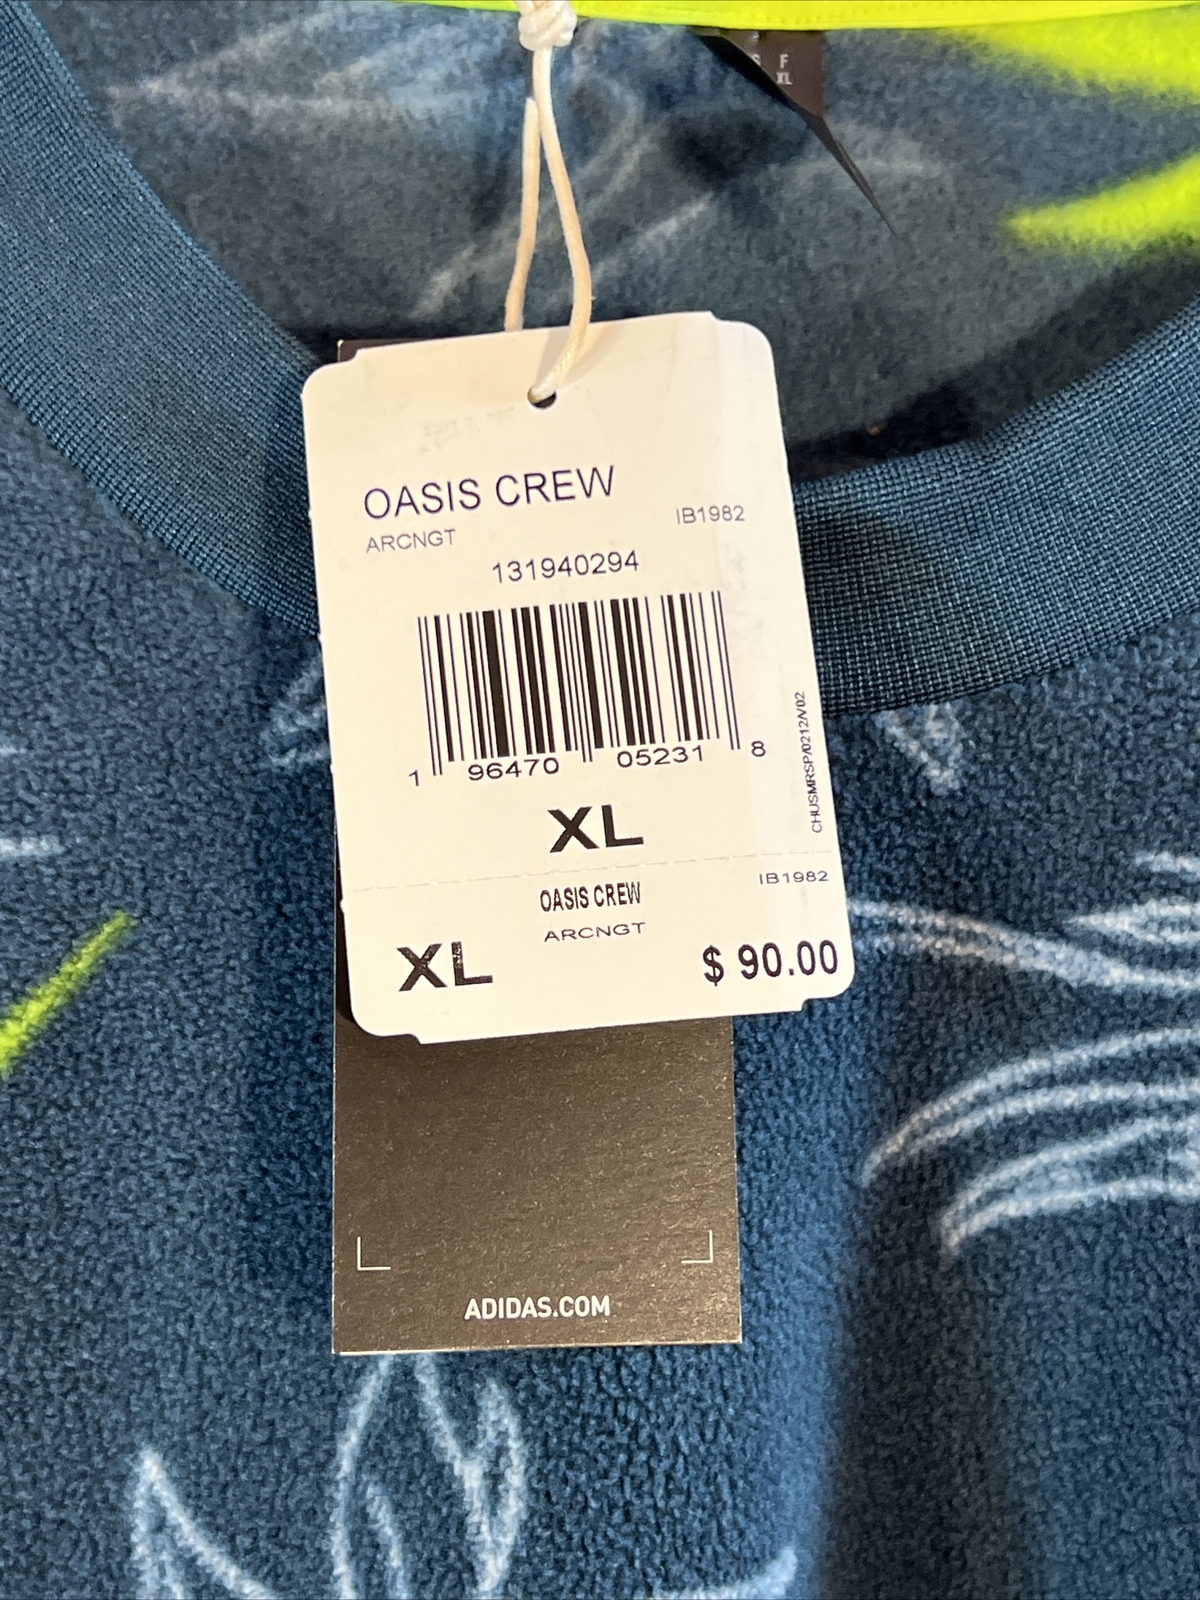 S F
XL
OASIS CREW
ARCNGT IB1982
131940294
1 96470 05231 8
XL
CHUSMRSP/0212/V02
OASIS CREW IB1982
ARCNGT
XL $ 90.00
ADIDAS.COM